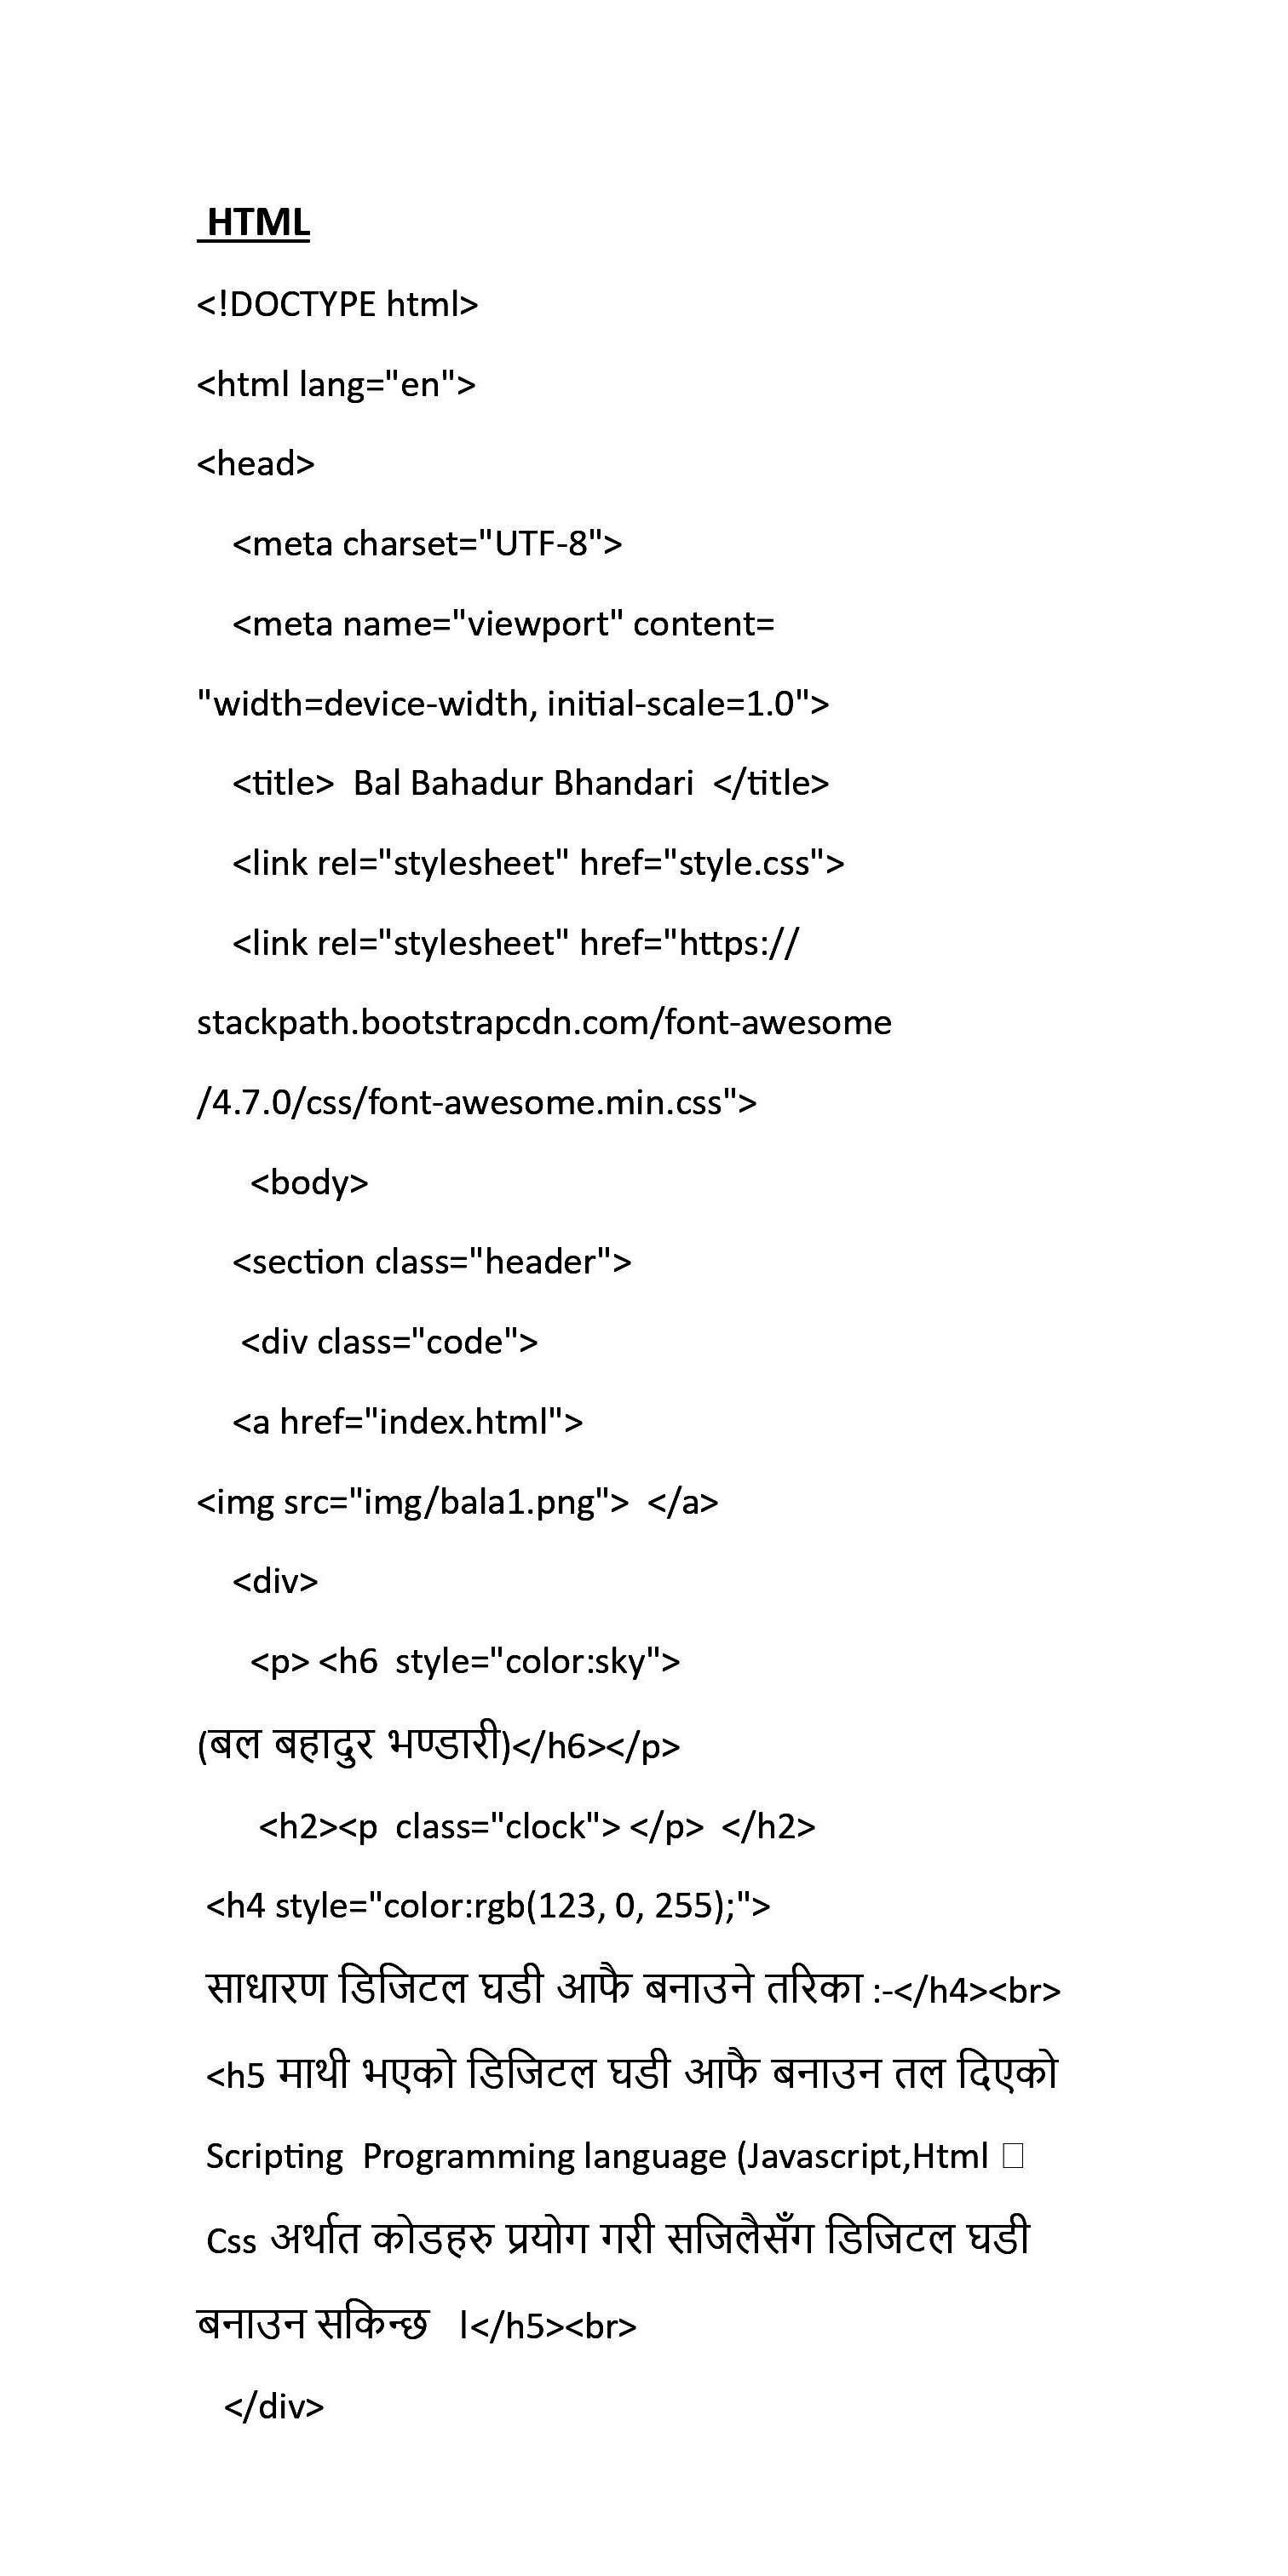 HTML
<!DOCTYPE html>
<html lang="en">
<head>
<meta charset="UTF-8">
<meta name="viewport" content=
"width=device-width, initial-scale=1.0">
<title>  Bal Bahadur Bhandari  </title>
<link rel="stylesheet" href="style.css">
<link rel="stylesheet" href="https://
stackpath.bootstrapcdn.com/font-awesome
/4.7.0/css/font-awesome.min.css">
<body>
<section class="header">
<div class="code">
<a href="index.html">
<img src="img/bala1.png">  </a>
<div>
<p> <h6  style="color:sky">
(बल बहादुर भण्डारी)</h6></p>
<h2><p  class="clock"> </p>  </h2>
<h4 style="color:rgb(123, 0, 255);">
साधारण डिजिटल घडी आफै बनाउने तरिका :-</h4><br>
<h5 माथी भएको डिजिटल घडी आफै बनाउन तल दिएको
Scripting  Programming language (Javascript,Html □
Css अर्थात कोडहरु प्रयोग गरी सजिलैसँग डिजिटल घडी
बनाउन सकिन्छ   |</h5><br>
</div>